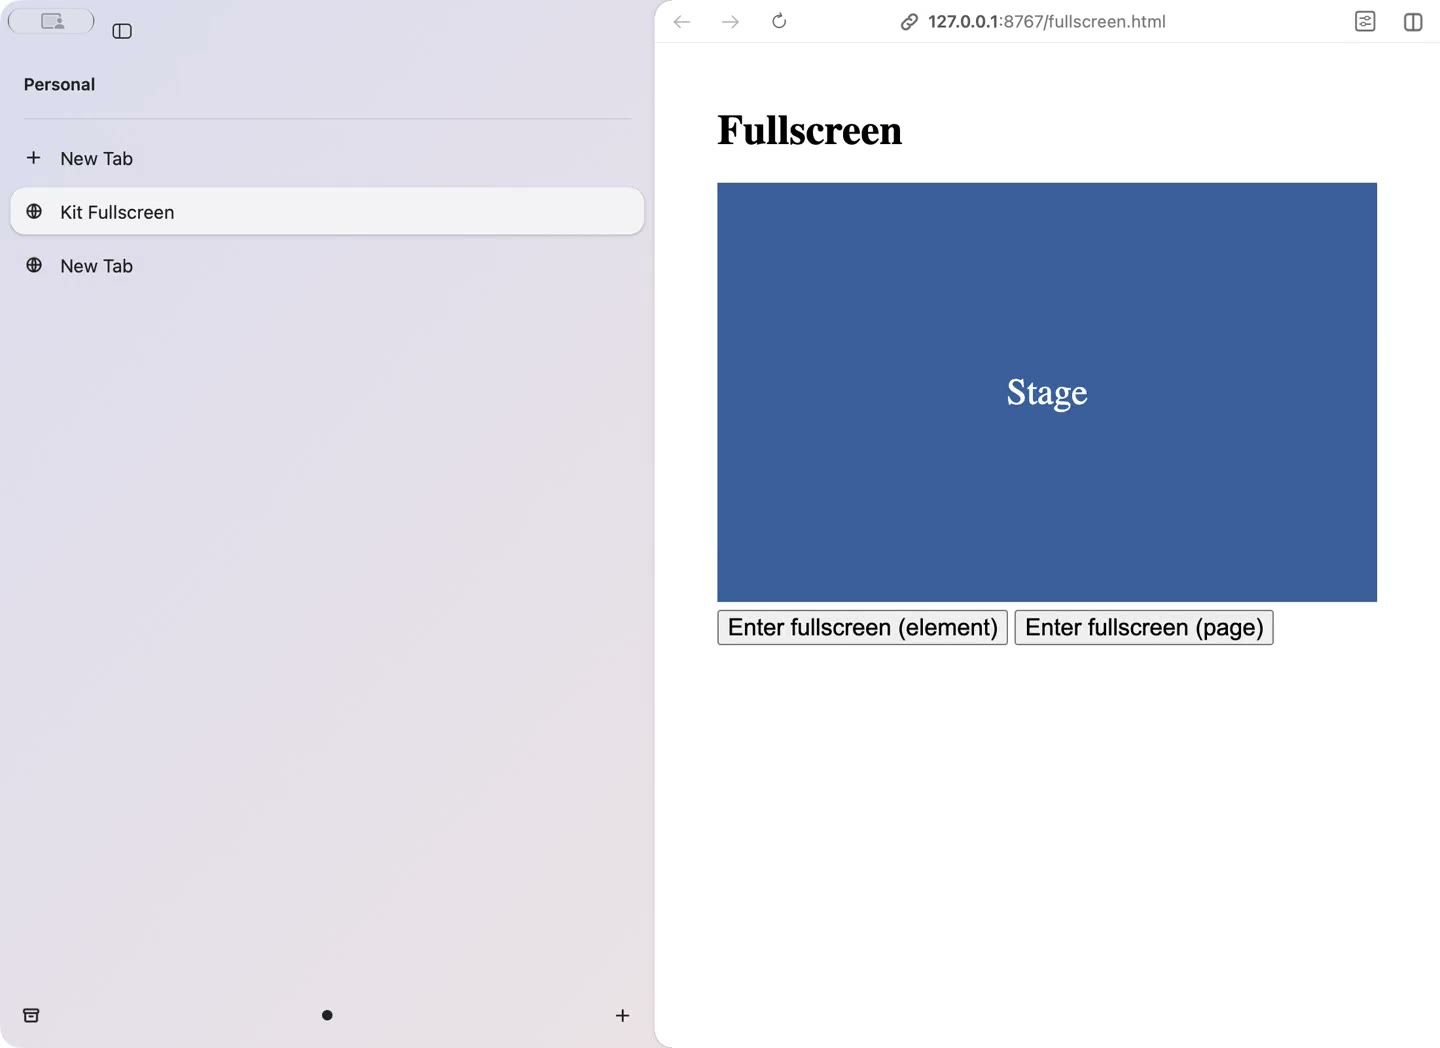 Personal
New Tab
Kit Fullscreen
New Tab
127.0.0.1:8767/fullscreen.html
Fullscreen
Stage
Enter fullscreen (element) Enter fullscreen (page)